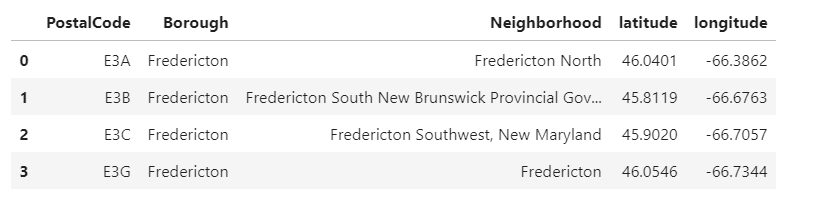 PostalCode Borough Neighborhood latitude longitude
0 E3A Fredericton Fredericton North 46.0401 -66.3862
1 E3B Fredericton Fredericton South New Brunswick Provincial Gov... 45.8119 -66.6763
2 E3C Fredericton Fredericton Southwest, New Maryland 45.9020 -66.7057
3 E3G Fredericton Fredericton 46.0546 -66.7344